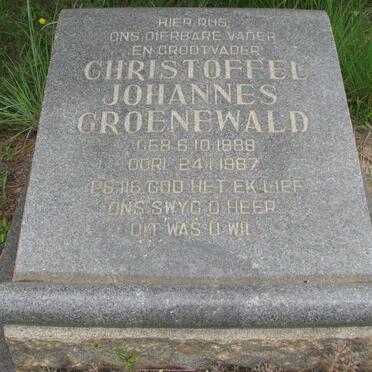 HIER RUS
ONS DIERBARE VADER
EN GROOTVADER
CHRISTOFFEL
JOHANNES
GROENEWALD
GEB. 6.10.1888
OORL. 24.1.1967
PS. 116. GOD HET EK LIEF
ONS SWYG O HEER
DIT WAS U WIL